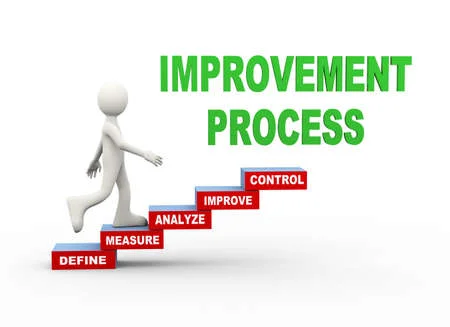 IMPROVEMENT
PROCESS
CONTROL
IMPROVE
ANALYZE
MEASURE
DEFINE